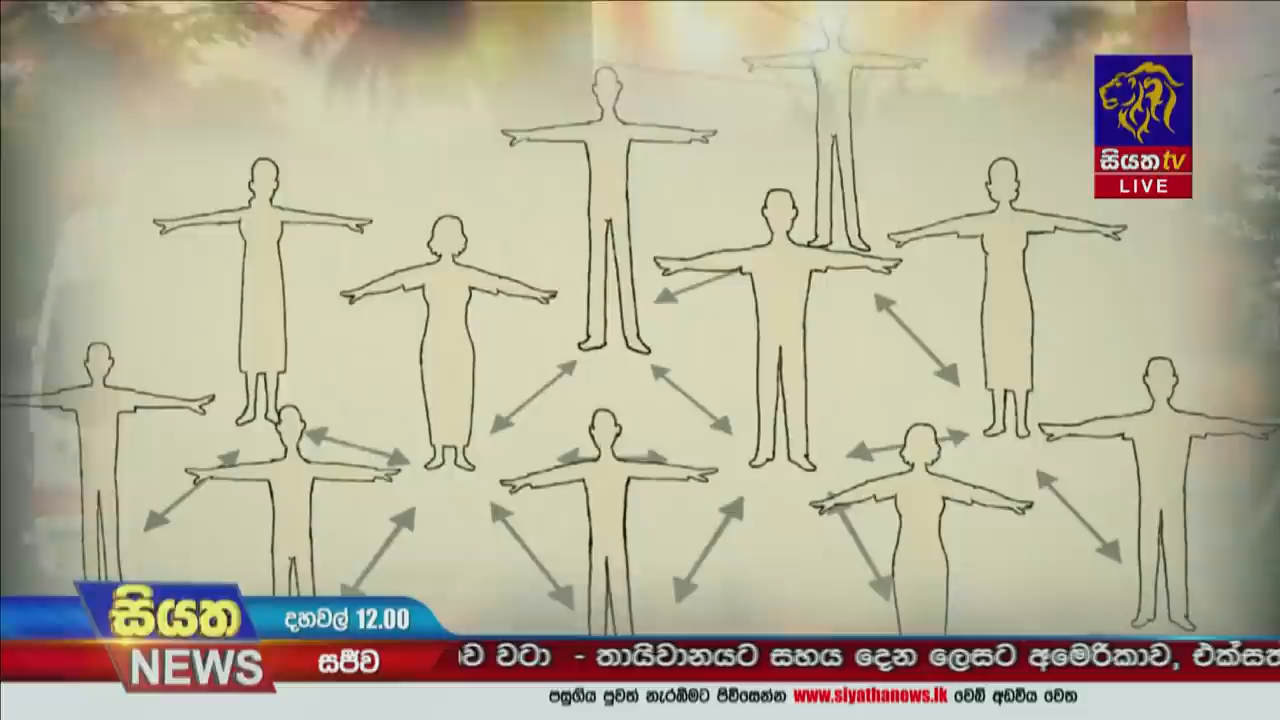 සියත tv
LIVE
සියත
NEWS
දහවල් 12.00
සජීව
වටා - තායිවානයට සහය දෙන ලෙසට අමෙරිකාව,
පසුගිය පුවත් නැරඹීමට පිවිසෙන්න www.siyathanews.lk වෙබ් අඩවිය වෙත